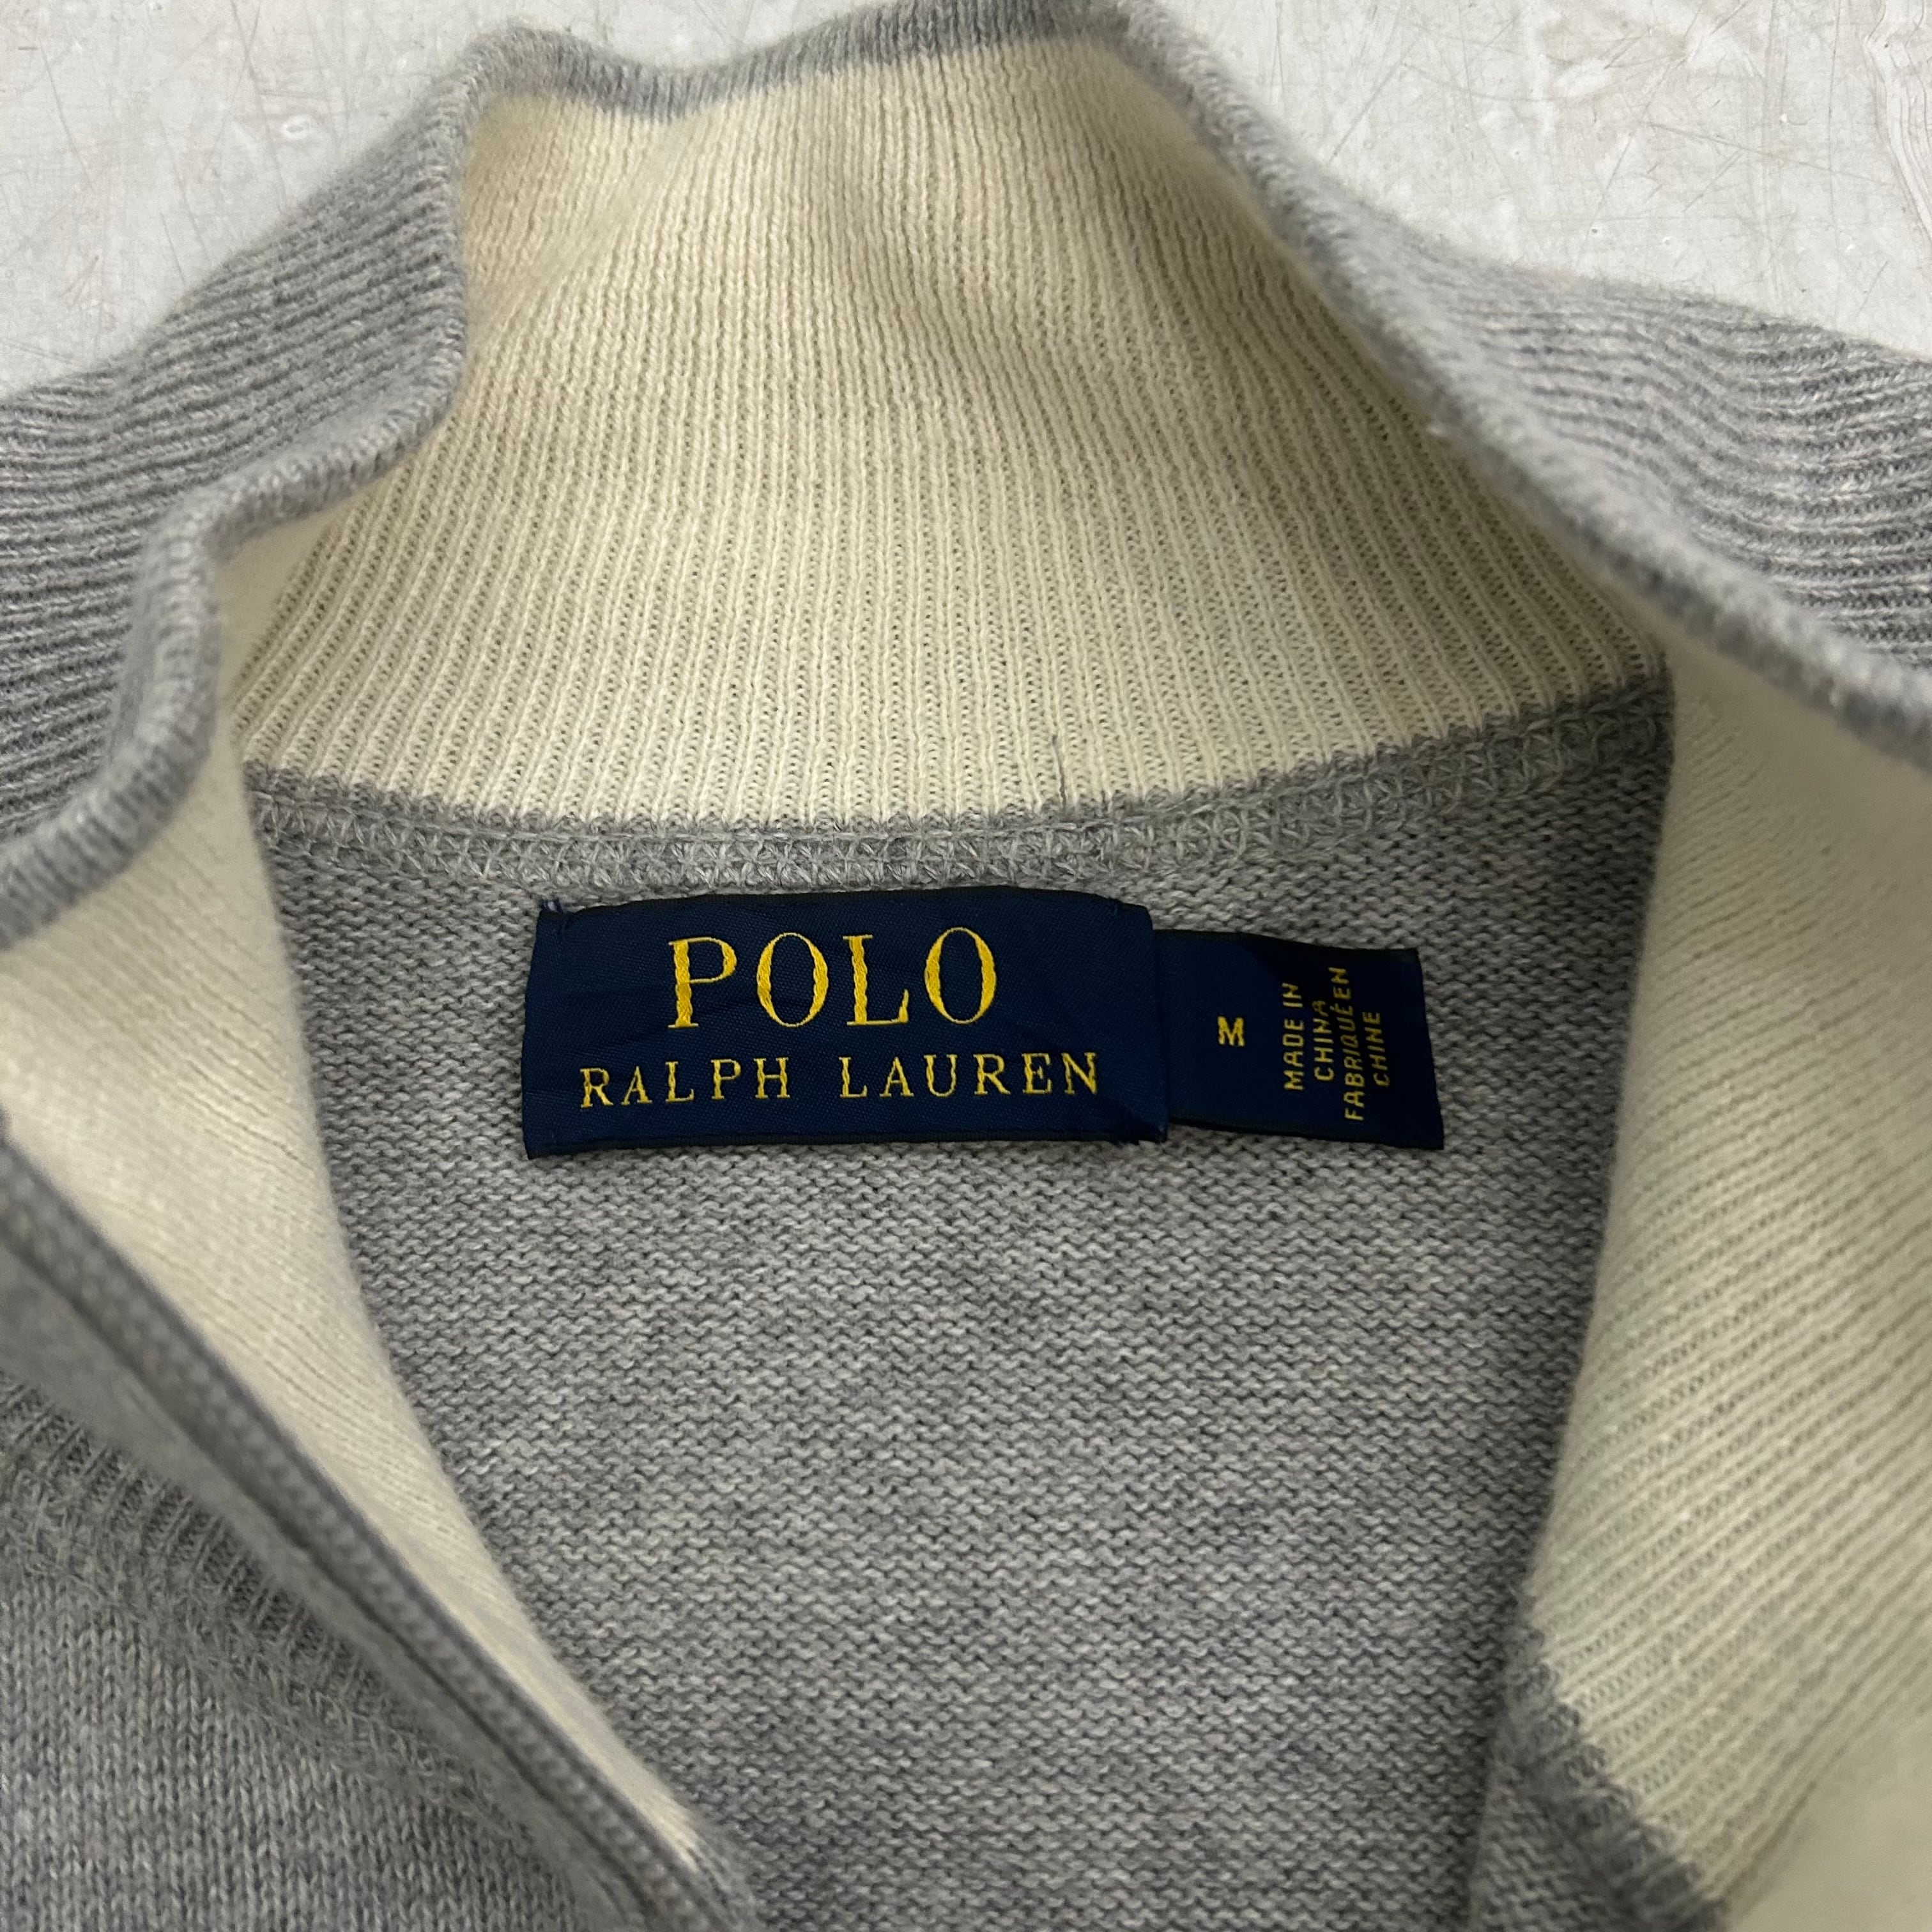 POLO
RALPH LAUREN
M
MADE IN
CHINA
FABRIQUÉ EN
CHINE